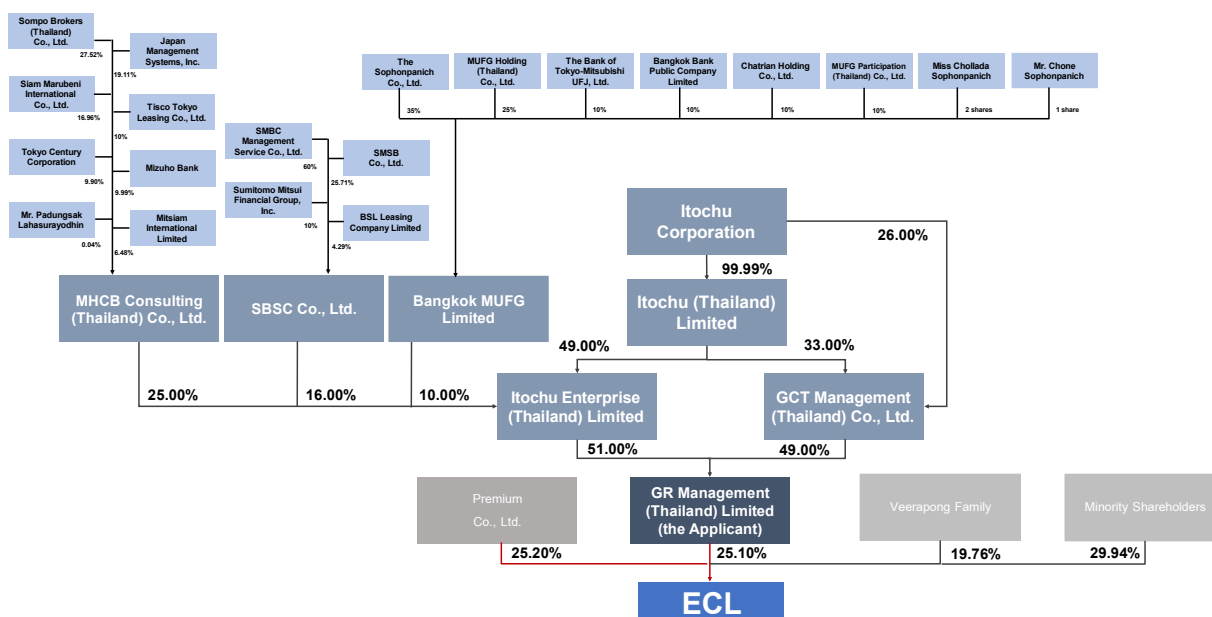 Sompo Brokers
(Thailand)
Co., Ltd.
27.52%
Japan
Management
Systems, Inc.
19.11%
Siam Marubeni
International
Co., Ltd.
16.96%
Tisco Tokyo
Leasing Co., Ltd.
10%
Tokyo Century
Corporation
9.90%
Mizuho Bank
9.99%
Mr. Padungsak
Lahasurayodhin
0.04%
Mitsiam
International
Limited
6.48%
SMBC
Management
Service Co., Ltd.
60%
SMSB
Co., Ltd.
25.71%
Sumitomo Mitsui
Financial Group,
Inc.
10%
BSL Leasing
Company Limited
4.29%
The
Sophonpanich
Co., Ltd.
35%
MUFG Holding
(Thailand)
Co., Ltd.
25%
The Bank of
Tokyo-Mitsubishi
UFJ, Ltd.
10%
Bangkok Bank
Public Company
Limited
10%
Chatrian Holding
Co., Ltd.
10%
MUFG Participation
(Thailand) Co., Ltd.
10%
Miss Chollada
Sophonpanich
2 shares
Mr. Chone
Sophonpanich
1 share
Itochu
Corporation
26.00%
99.99%
MHCB Consulting
(Thailand) Co., Ltd.
SBSC Co., Ltd.
Bangkok MUFG
Limited
Itochu (Thailand)
Limited
49.00%
33.00%
25.00%
16.00%
10.00%
Itochu Enterprise
(Thailand) Limited
GCT Management
(Thailand) Co., Ltd.
51.00%
49.00%
Premium
Co., Ltd.
GR Management
(Thailand) Limited
(the Applicant)
Veerapong Family
Minority Shareholders
25.20%
25.10%
19.76%
29.94%
ECL